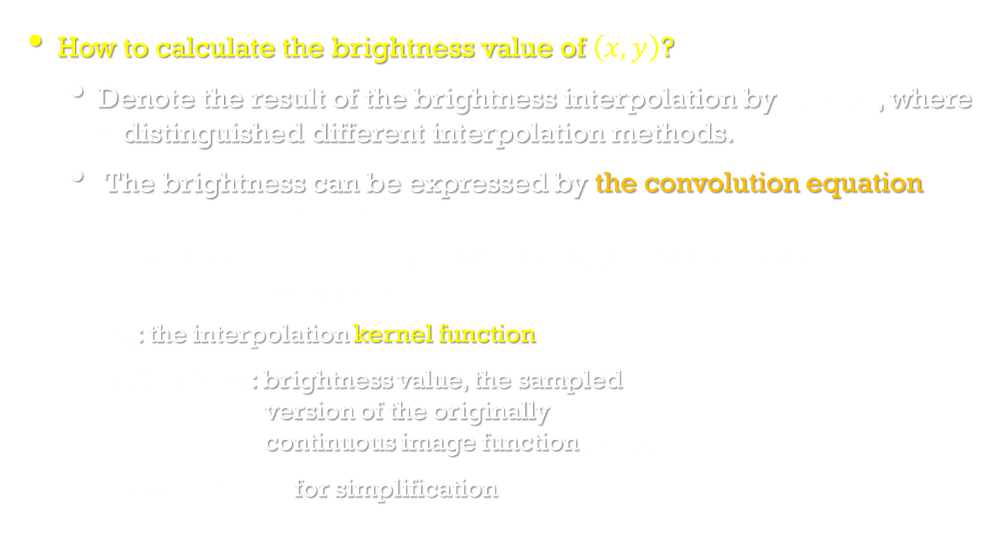 • How to calculate the brightness value of (x, y)?
• Denote the result of the brightness interpolation by , where
distinguished different interpolation methods.
• The brightness can be expressed by the convolution equation
: the interpolation kernel function
: brightness value, the sampled
version of the originally
continuous image function
for simplification